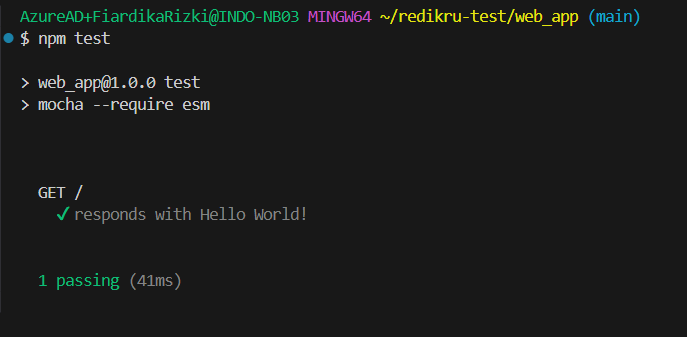 AzureAD+FiardikaRizki@INDO-NB03 MINGW64 ~/redikru-test/web_app (main)
$ npm test
> web_app@1.0.0 test
> mocha --require esm
GET /
✓ responds with Hello World!
1 passing (41ms)